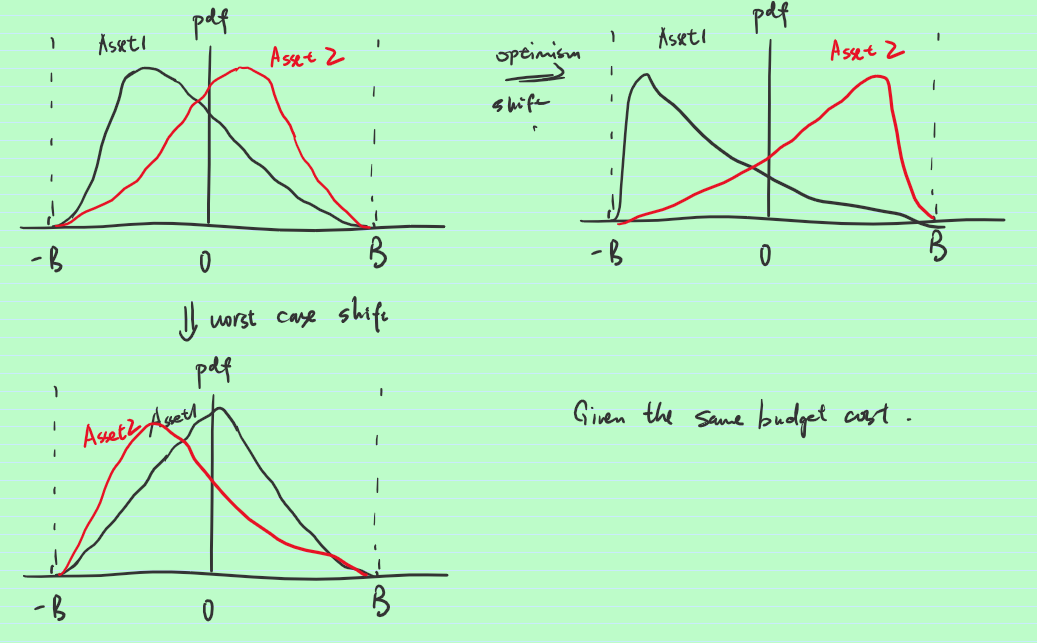 pdf
Asset1
Asset 2
-B
0
B
optimism
shift
pdf
Asset1
Asset 2
-B
0
B
worst case shift
pdf
Asset2
Asset1
-B
0
B
Given the same budget cost.